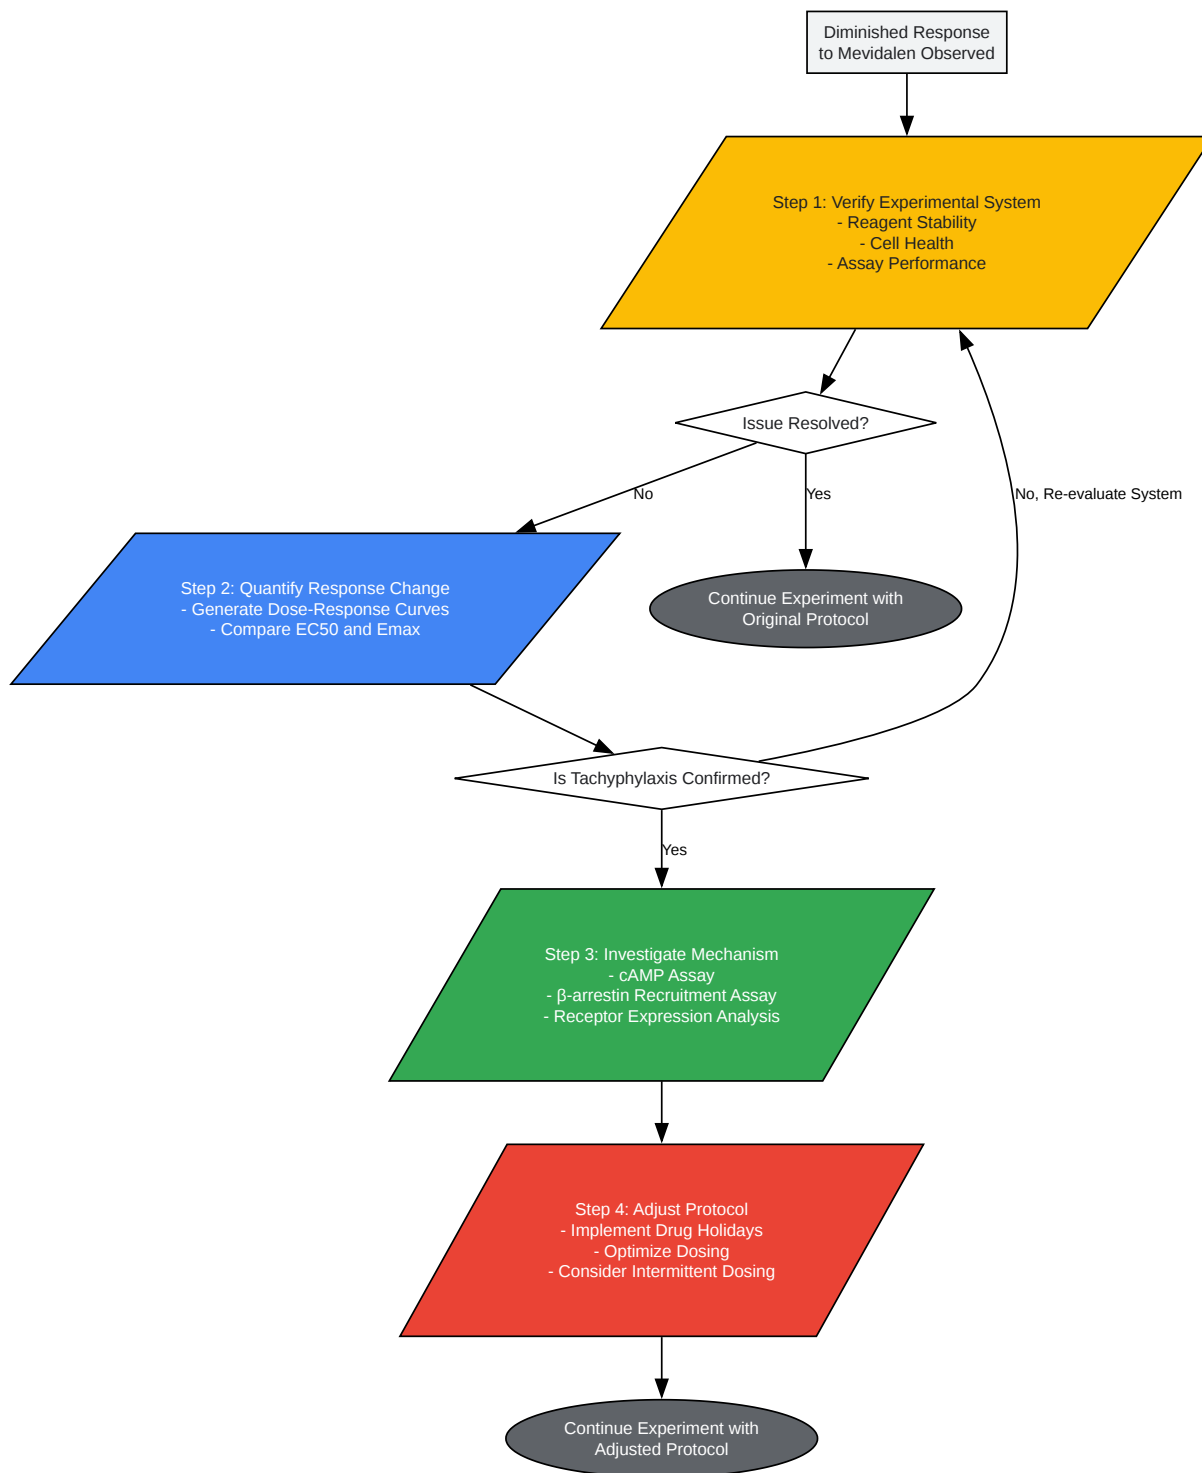 Diminished Response
to Mevidalen Observed
Step 1: Verify Experimental System
- Reagent Stability
- Cell Health
- Assay Performance
Issue Resolved?
No
Yes
No, Re-evaluate System
Step 2: Quantify Response Change
- Generate Dose-Response Curves
- Compare EC50 and Emax
Continue Experiment with
Original Protocol
Is Tachyphylaxis Confirmed?
Yes
Step 3: Investigate Mechanism
- cAMP Assay
- β-arrestin Recruitment Assay
- Receptor Expression Analysis
Step 4: Adjust Protocol
- Implement Drug Holidays
- Optimize Dosing
- Consider Intermittent Dosing
Continue Experiment with
Adjusted Protocol